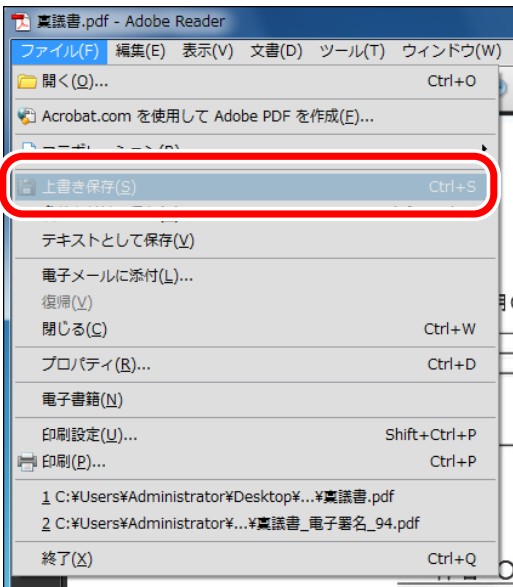 稟議書.pdf - Adobe Reader
ファイル(F) 編集(E) 表示(V) 文書(D) ツール(T) ウィンドウ(W)
開く(O)... Ctrl+O
Acrobat.com を使用して Adobe PDF を作成(F)...
上書き保存(S) Ctrl+S
テキストとして保存(V)
電子メールに添付(L)...
復帰(V)
閉じる(C) Ctrl+W
プロパティ(R)... Ctrl+D
電子書籍(N)
印刷設定(U)... Shift+Ctrl+P
印刷(P)... Ctrl+P
1 C:¥Users¥Administrator¥Desktop¥...¥稟議書.pdf
2 C:¥Users¥Administrator¥...¥稟議書_電子署名_94.pdf
終了(X) Ctrl+Q